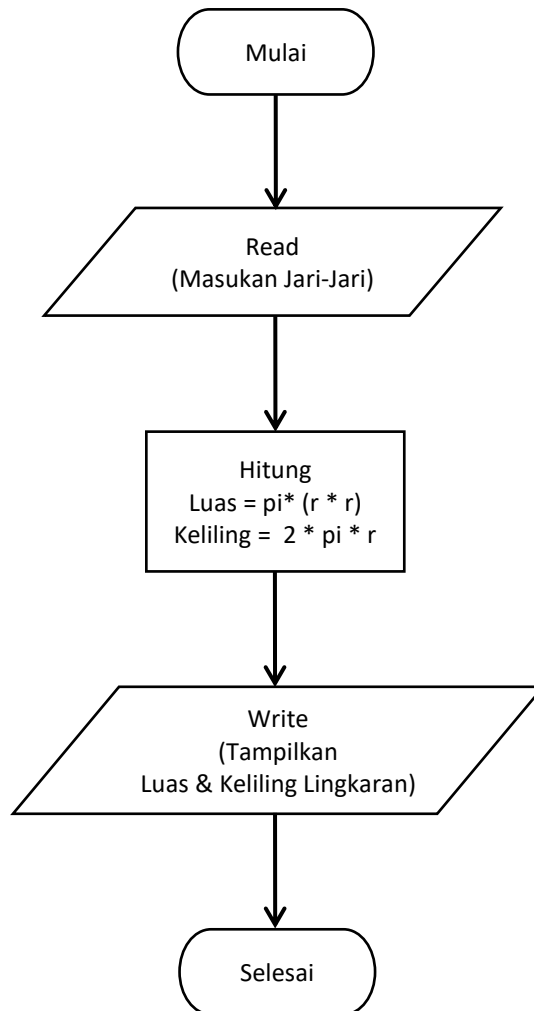 Mulai
Read
(Masukan Jari-Jari)
Hitung
Luas = pi* (r * r)
Keliling =  2 * pi * r
Write
(Tampilkan
Luas & Keliling Lingkaran)
Selesai